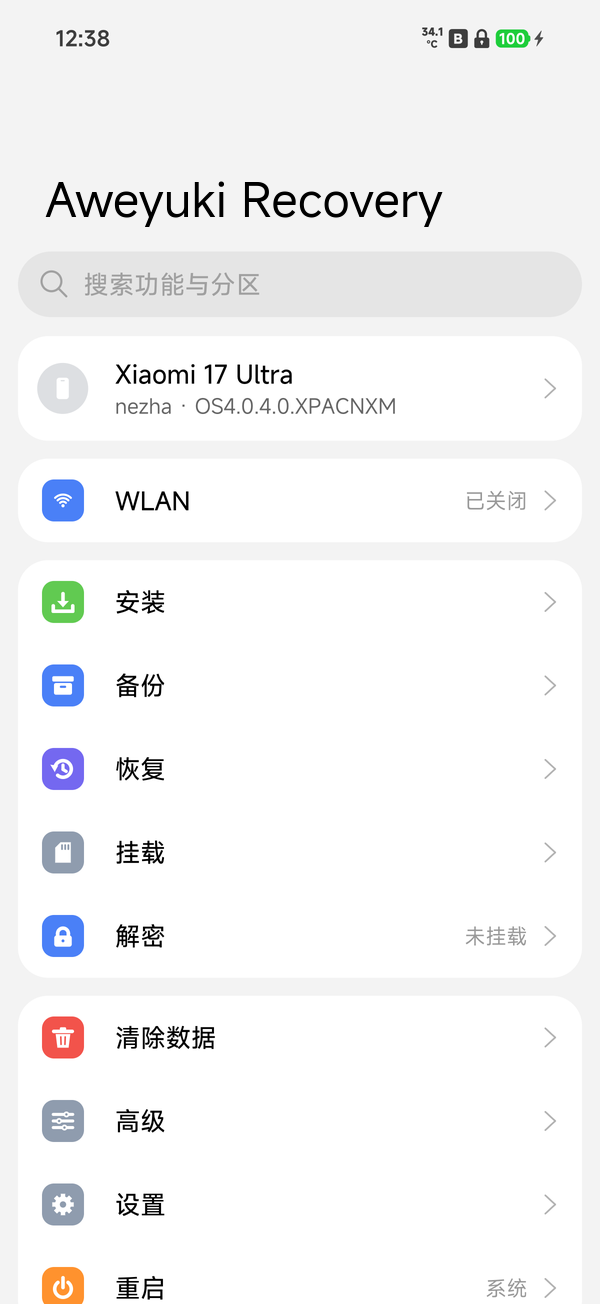 12:38
34.1
°C
B
100
Aweyuki Recovery
搜索功能与分区
Xiaomi 17 Ultra
nezha · OS4.0.4.0.XPACNXM
WLAN
已关闭
安装
备份
恢复
挂载
解密
未挂载
清除数据
高级
设置
重启
系统